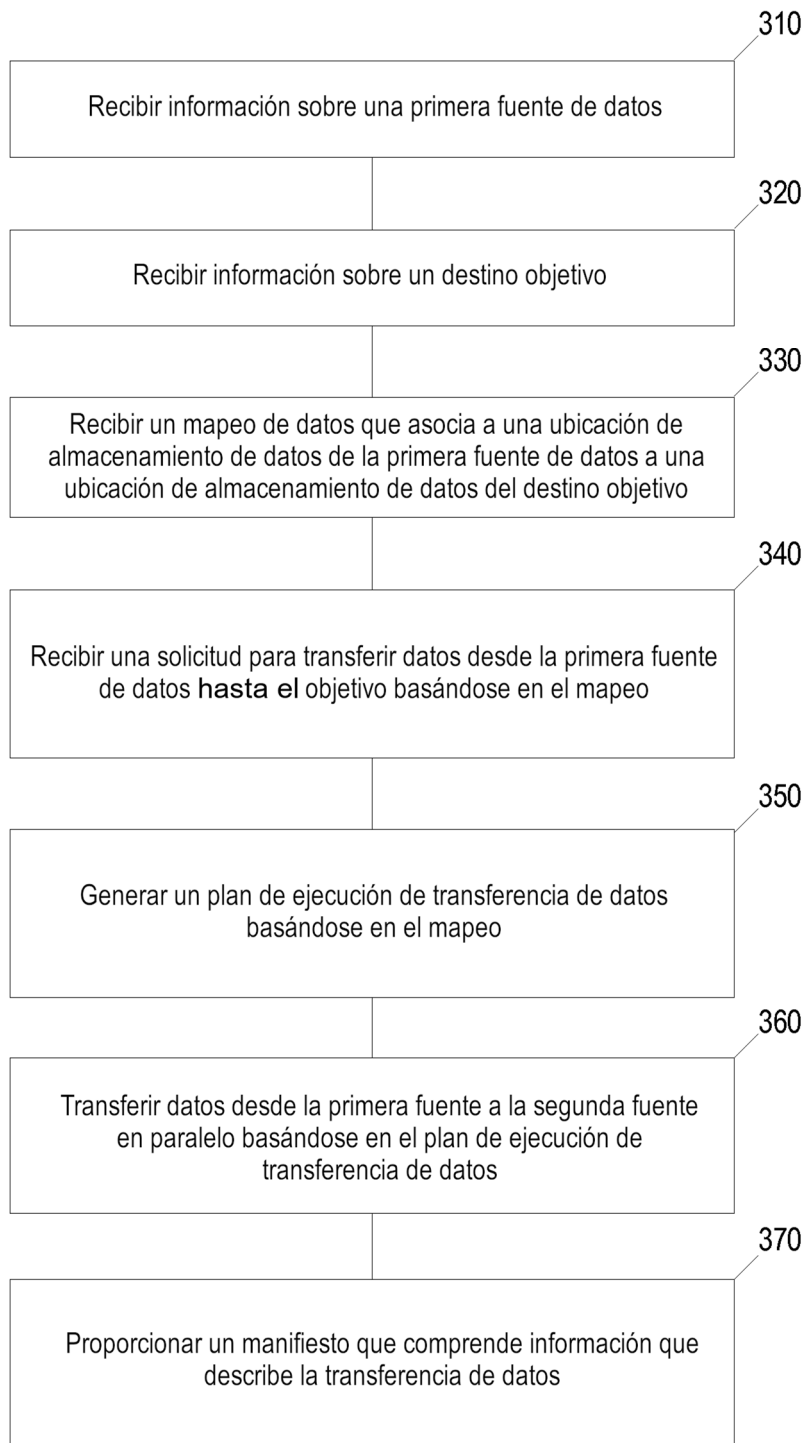 310
Recibir información sobre una primera fuente de datos
320
Recibir información sobre un destino objetivo
330
Recibir un mapeo de datos que asocia a una ubicación de
almacenamiento de datos de la primera fuente de datos a una
ubicación de almacenamiento de datos del destino objetivo
340
Recibir una solicitud para transferir datos desde la primera fuente
de datos hasta el objetivo basándose en el mapeo
350
Generar un plan de ejecución de transferencia de datos
basándose en el mapeo
360
Transferir datos desde la primera fuente a la segunda fuente
en paralelo basándose en el plan de ejecución de
transferencia de datos
370
Proporcionar un manifiesto que comprende información que
describe la transferencia de datos